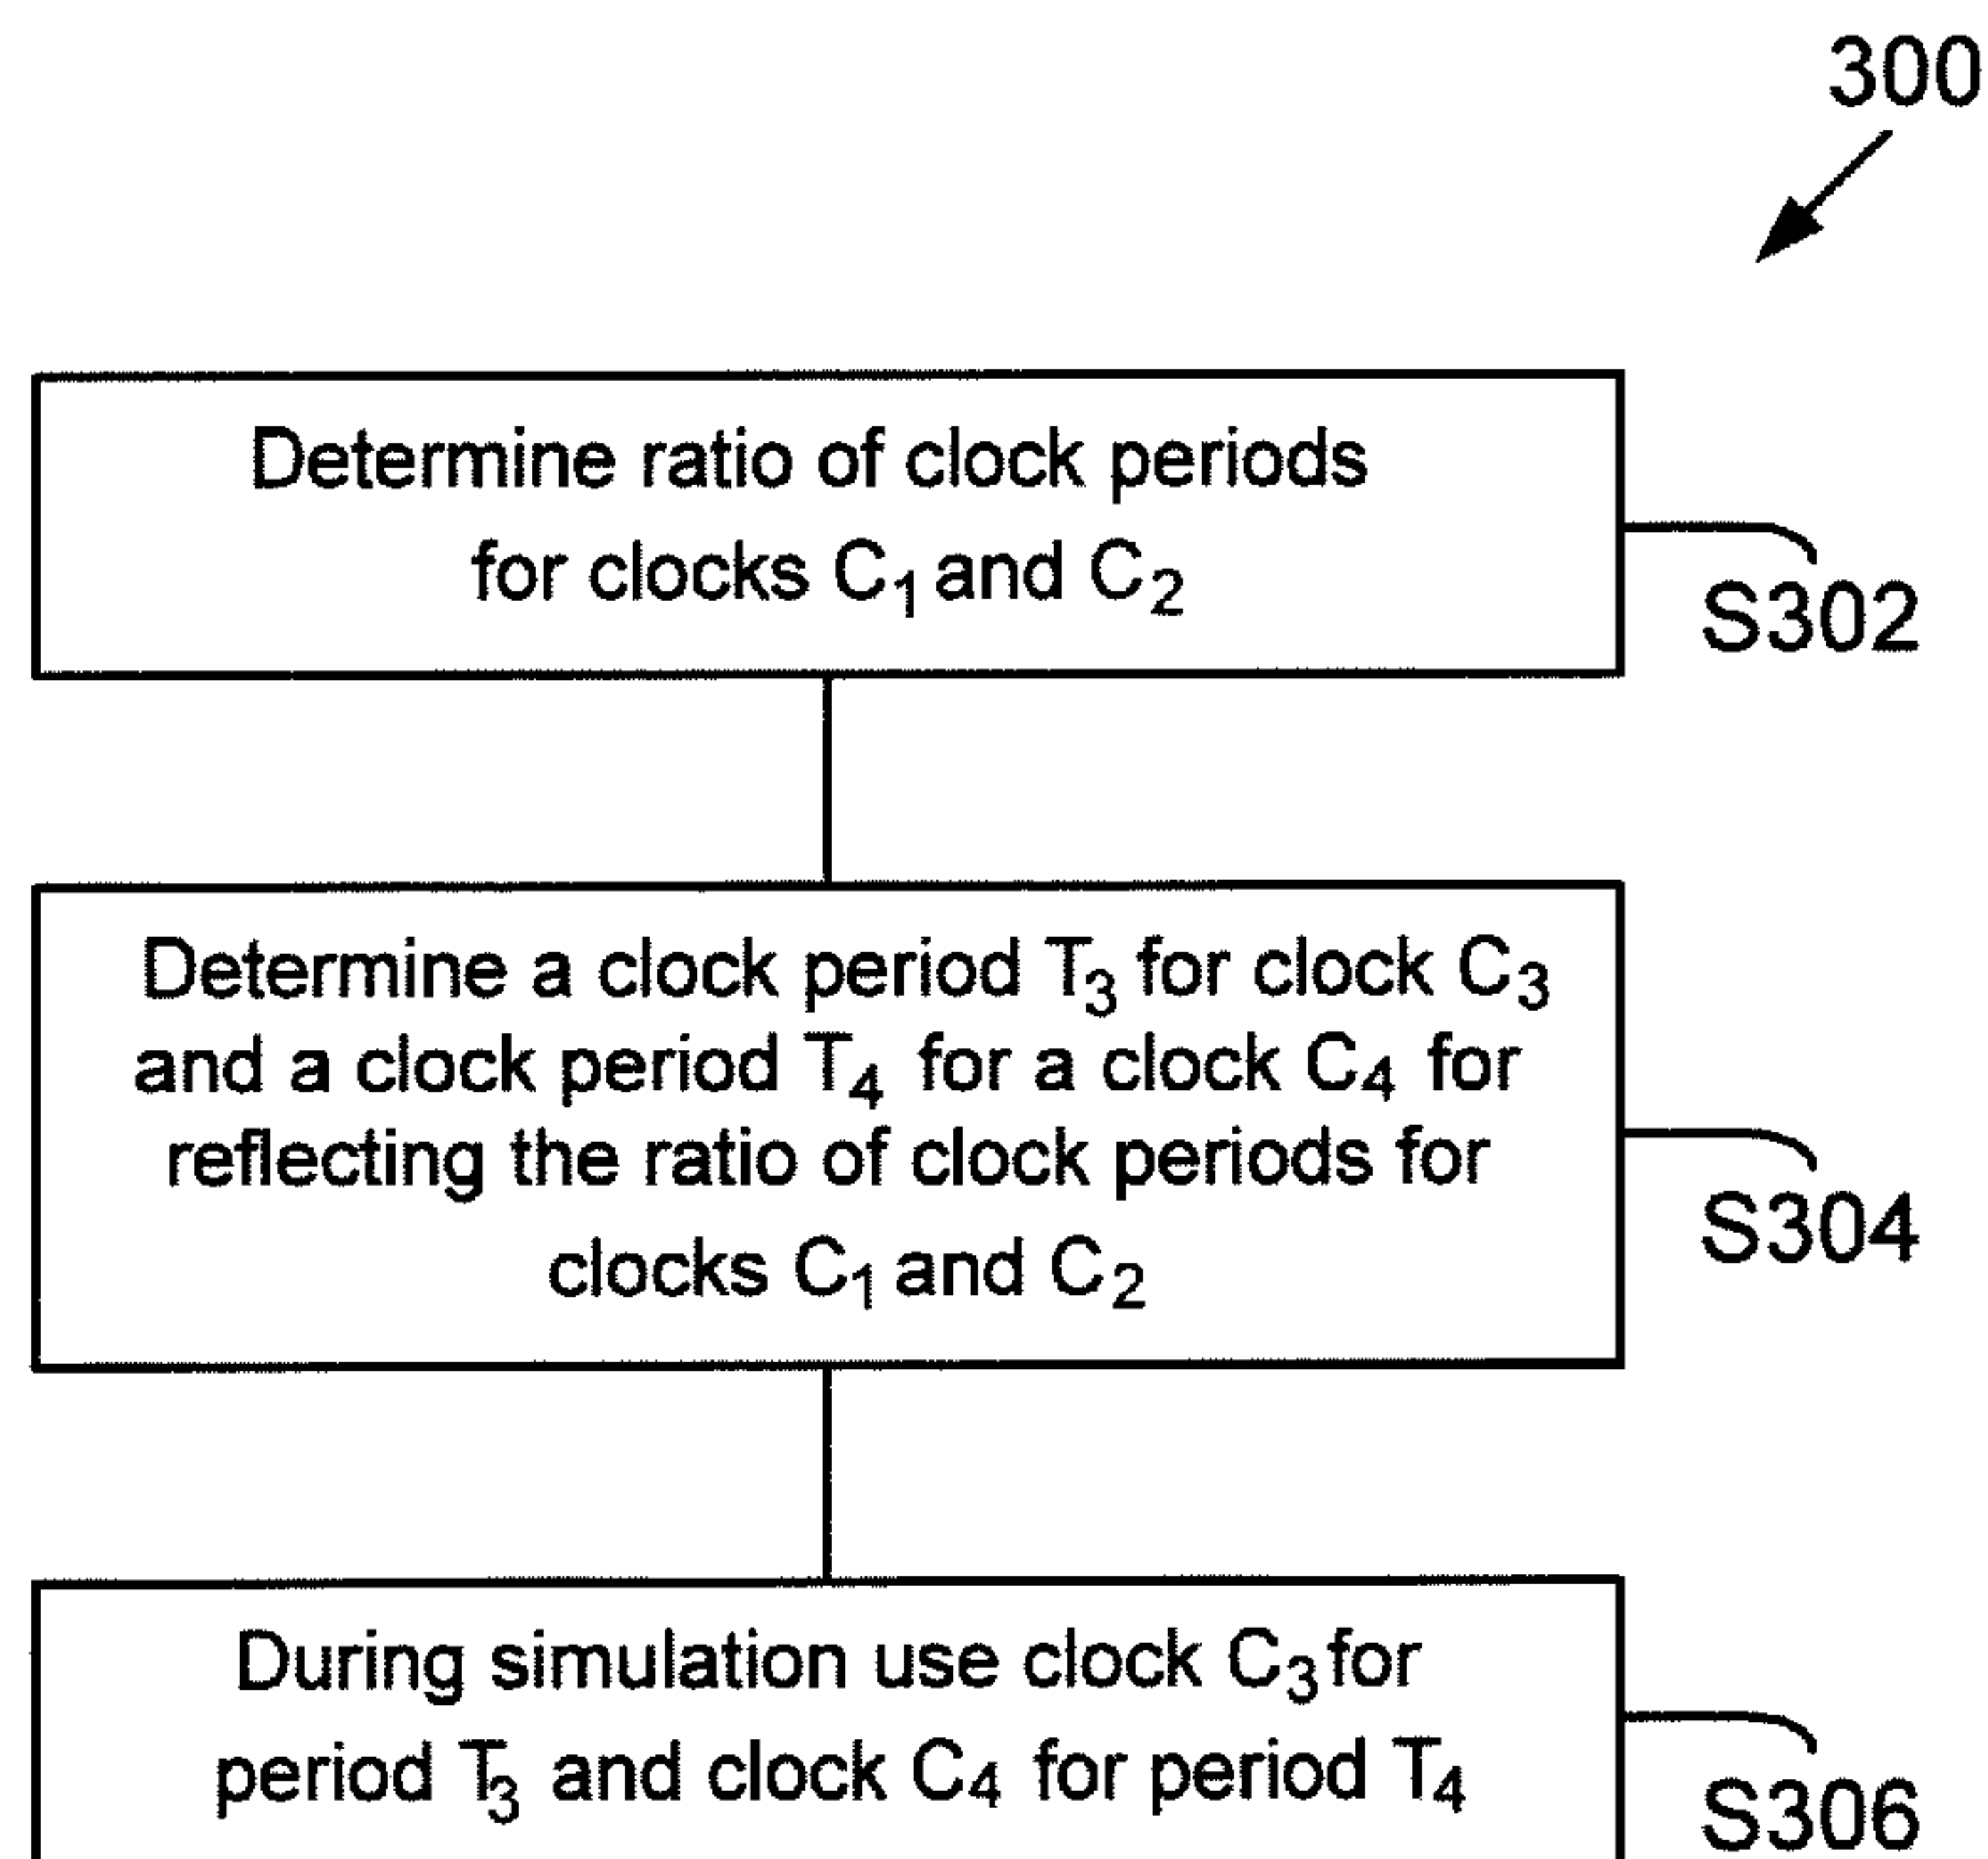 300
Determine ratio of clock periods
for clocks C₁ and C₂
S302
Determine a clock period T₃ for clock C₃
and a clock period T₄ for a clock C₄ for
reflecting the ratio of clock periods for
clocks C₁ and C₂
S304
During simulation use clock C₃ for
period T₃ and clock C₄ for period T₄
S306